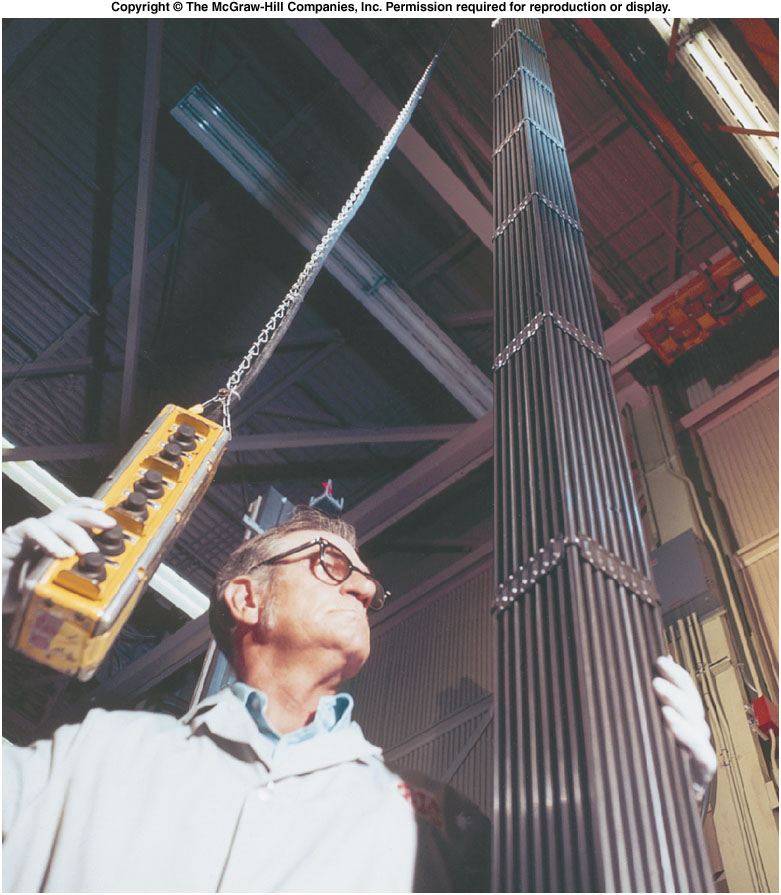 Copyright © The McGraw-Hill Companies, Inc. Permission required for reproduction or display.